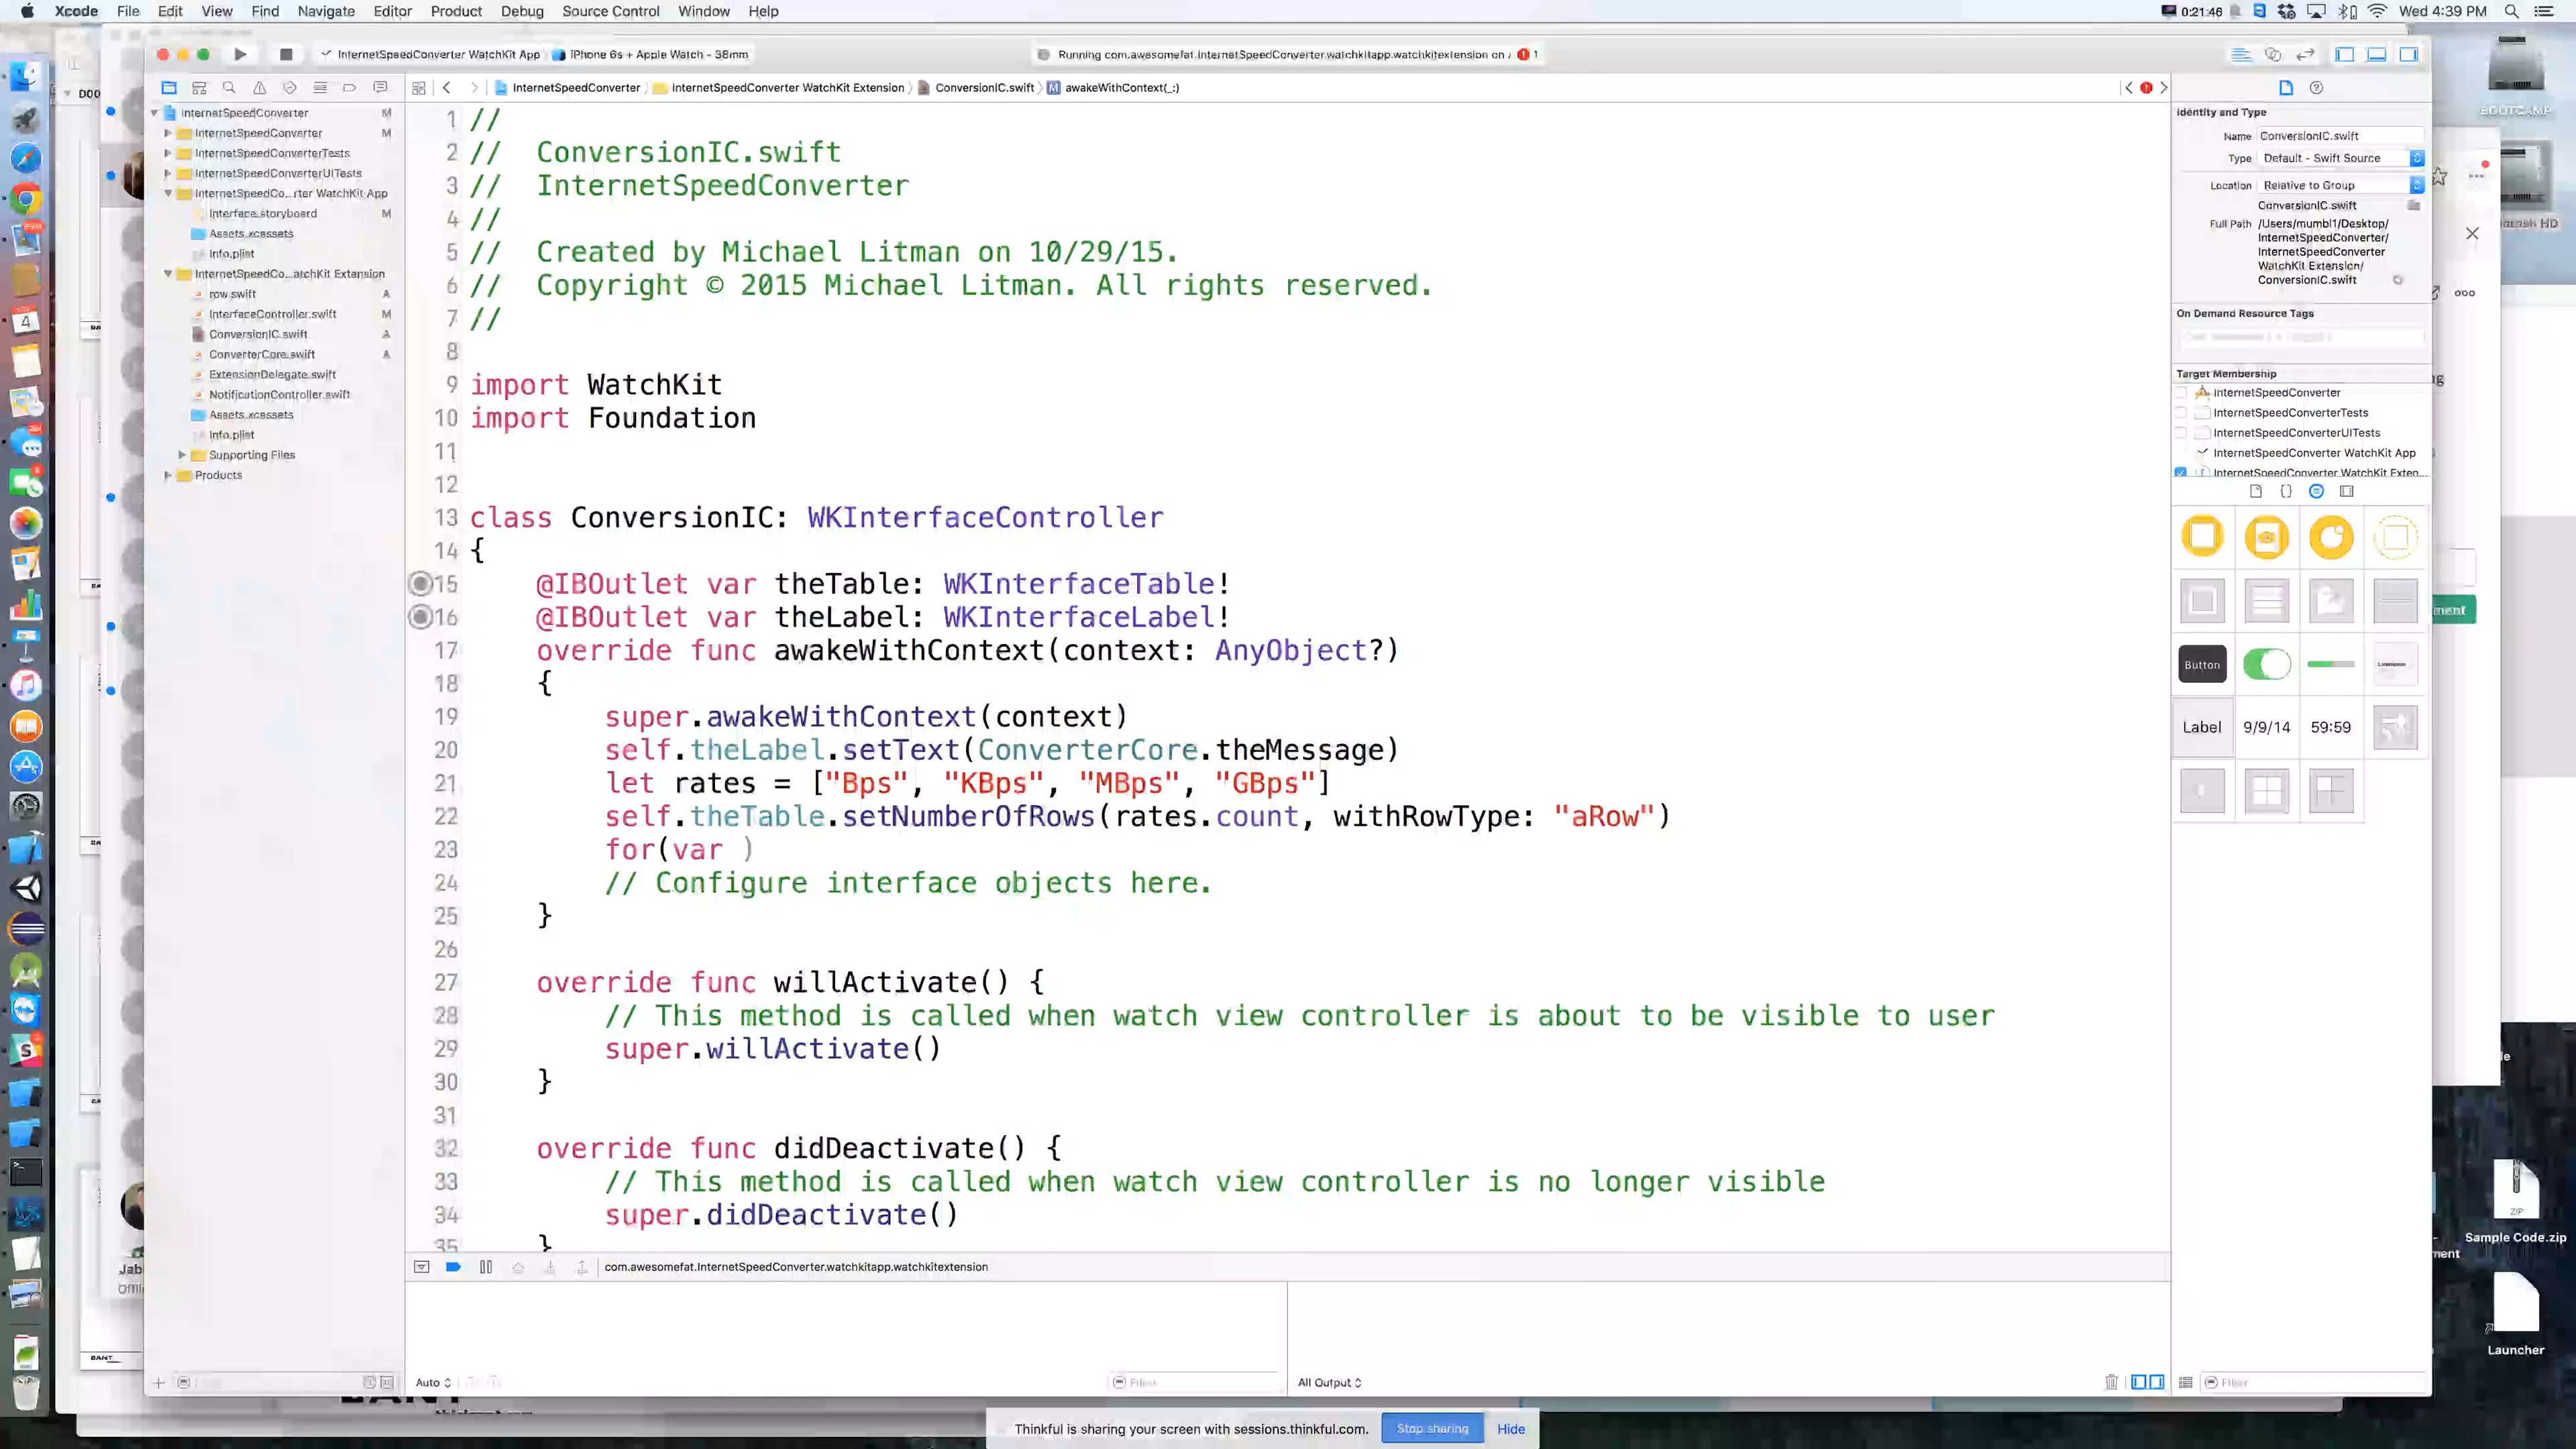 Xcode File Edit View Find Navigate Editor Product Debug Source Control Window Help
0:21:46 Wed 4:39 PM
InternetSpeedConverter WatchKit App iPhone 6s + Apple Watch - 38mm
Running com.awesomefat.InternetSpeedConverter.watchkitapp.watchkitextension on 1
InternetSpeedConverter InternetSpeedConverter WatchKit Extension ConversionIC.swift M awakeWithContext(_:)
InternetSpeedConverter M
InternetSpeedConverter M
InternetSpeedConverterTests
InternetSpeedConverterUITests
InternetSpeedCo...rter WatchKit App
Interface.storyboard M
Assets.xcassets
Info.plist
InternetSpeedCo...atchKit Extension
row.swift A
InterfaceController.swift M
ConversionIC.swift A
ConverterCore.swift A
ExtensionDelegate.swift
NotificationController.swift
Assets.xcassets
Info.plist
Supporting Files
Products
1 //
2 //  ConversionIC.swift
3 //  InternetSpeedConverter
4 //
5 //  Created by Michael Litman on 10/29/15.
6 //  Copyright © 2015 Michael Litman. All rights reserved.
7 //
8
9 import WatchKit
10 import Foundation
11
12
13 class ConversionIC: WKInterfaceController
14 {
15     @IBOutlet var theTable: WKInterfaceTable!
16     @IBOutlet var theLabel: WKInterfaceLabel!
17     override func awakeWithContext(context: AnyObject?)
18     {
19         super.awakeWithContext(context)
20         self.theLabel.setText(ConverterCore.theMessage)
21         let rates = ["Bps", "KBps", "MBps", "GBps"]
22         self.theTable.setNumberOfRows(rates.count, withRowType: "aRow")
23         for(var )
24         // Configure interface objects here.
25     }
26
27     override func willActivate() {
28         // This method is called when watch view controller is about to be visible to user
29         super.willActivate()
30     }
31
32     override func didDeactivate() {
33         // This method is called when watch view controller is no longer visible
34         super.didDeactivate()
35     }
com.awesomefat.InternetSpeedConverter.watchkitapp.watchkitextension
Auto
Filter
All Output
Identity and Type
Name ConversionIC.swift
Type Default - Swift Source
Location Relative to Group
ConversionIC.swift
Full Path /Users/mumbl1/Desktop/
InternetSpeedConverter/
InternetSpeedConverter
WatchKit Extension/
ConversionIC.swift
On Demand Resource Tags
Target Membership
InternetSpeedConverter
InternetSpeedConverterTests
InternetSpeedConverterUITests
InternetSpeedConverter WatchKit App
InternetSpeedConverter WatchKit Exten...
Button
Label 9/9/14 59:59
Filter
BOOTCAMP
ZIP
Sample Code.zip
Launcher
Thinkful is sharing your screen with sessions.thinkful.com. Stop sharing Hide